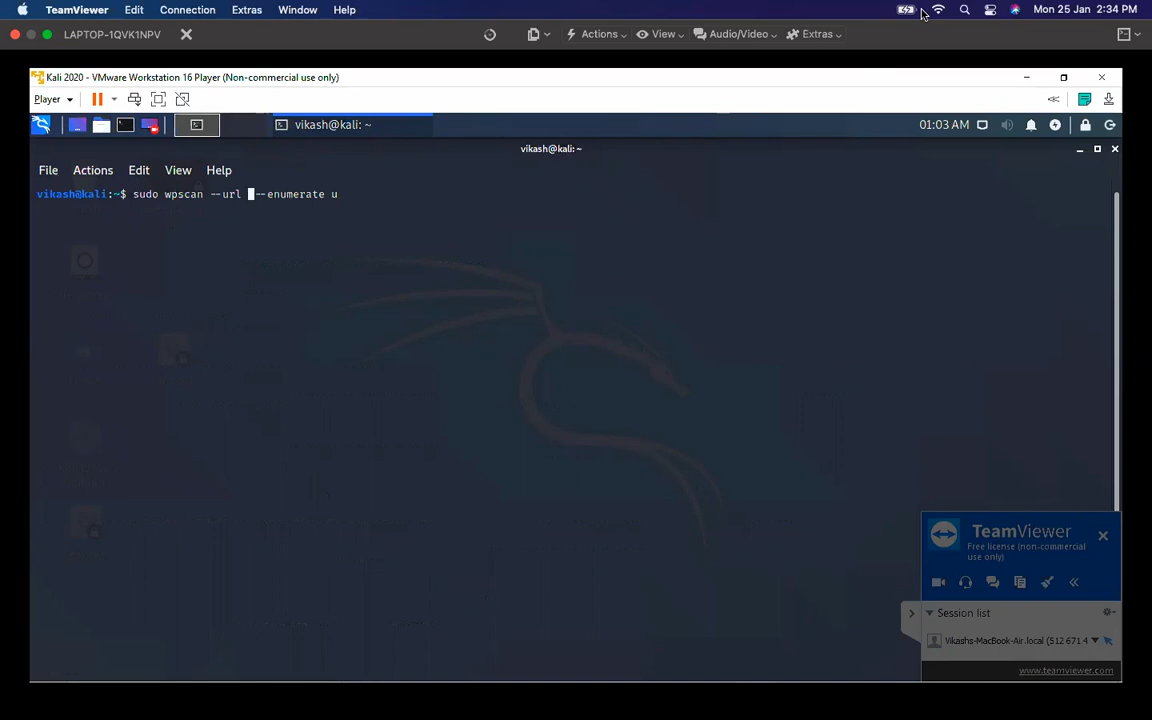 TeamViewer Edit Connection Extras Window Help Mon 25 Jan 2:34 PM
LAPTOP-1QVK1NPV Actions View Audio/Video Extras
Kali 2020 - VMware Workstation 16 Player (Non-commercial use only)
Player
vikash@kali: ~ 01:03 AM
vikash@kali: ~
File Actions Edit View Help
vikash@kali:~$ sudo wpscan --url --enumerate u
TeamViewer
Free license (non-commercial
use only)
Session list
Vikashs-MacBook-Air.local (512 671 4
www.teamviewer.com